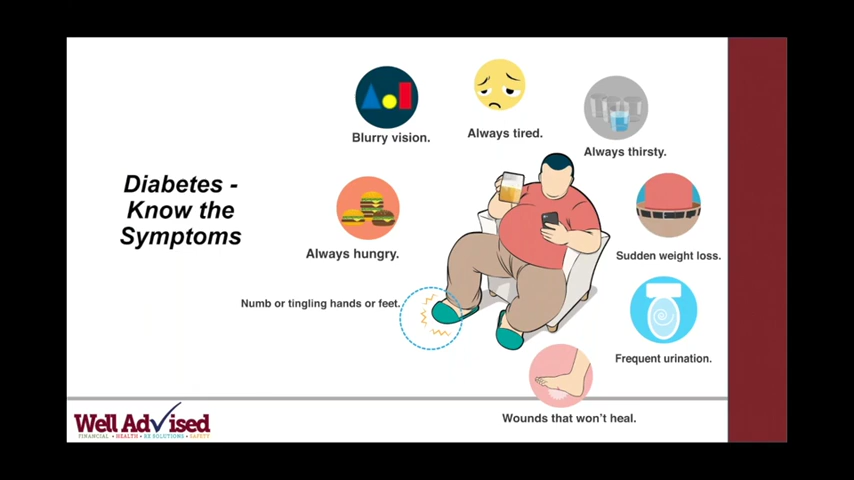 Diabetes -
Know the
Symptoms
Blurry vision.
Always tired.
Always thirsty.
Always hungry.
Sudden weight loss.
Numb or tingling hands or feet.
Frequent urination.
Wounds that won't heal.
Well Advised
FINANCIAL • HEALTH • RX SOLUTIONS • SAFETY